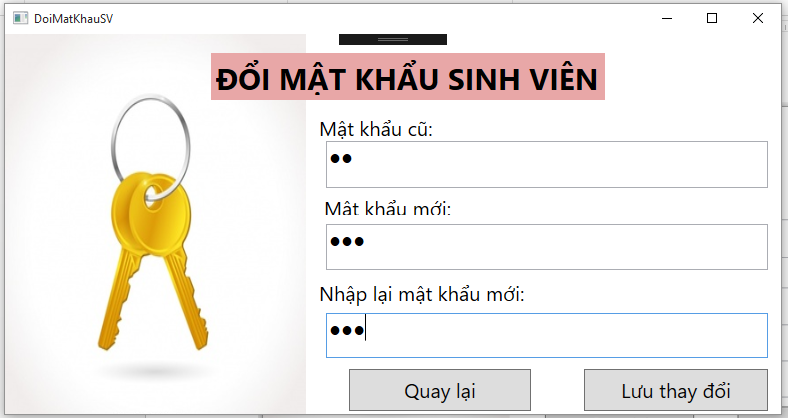 DoiMatKhauSV
ĐỔI MẬT KHẨU SINH VIÊN
Mật khẩu cũ:
●●
Mật khẩu mới:
●●●
Nhập lại mật khẩu mới:
●●●
Quay lại
Lưu thay đổi